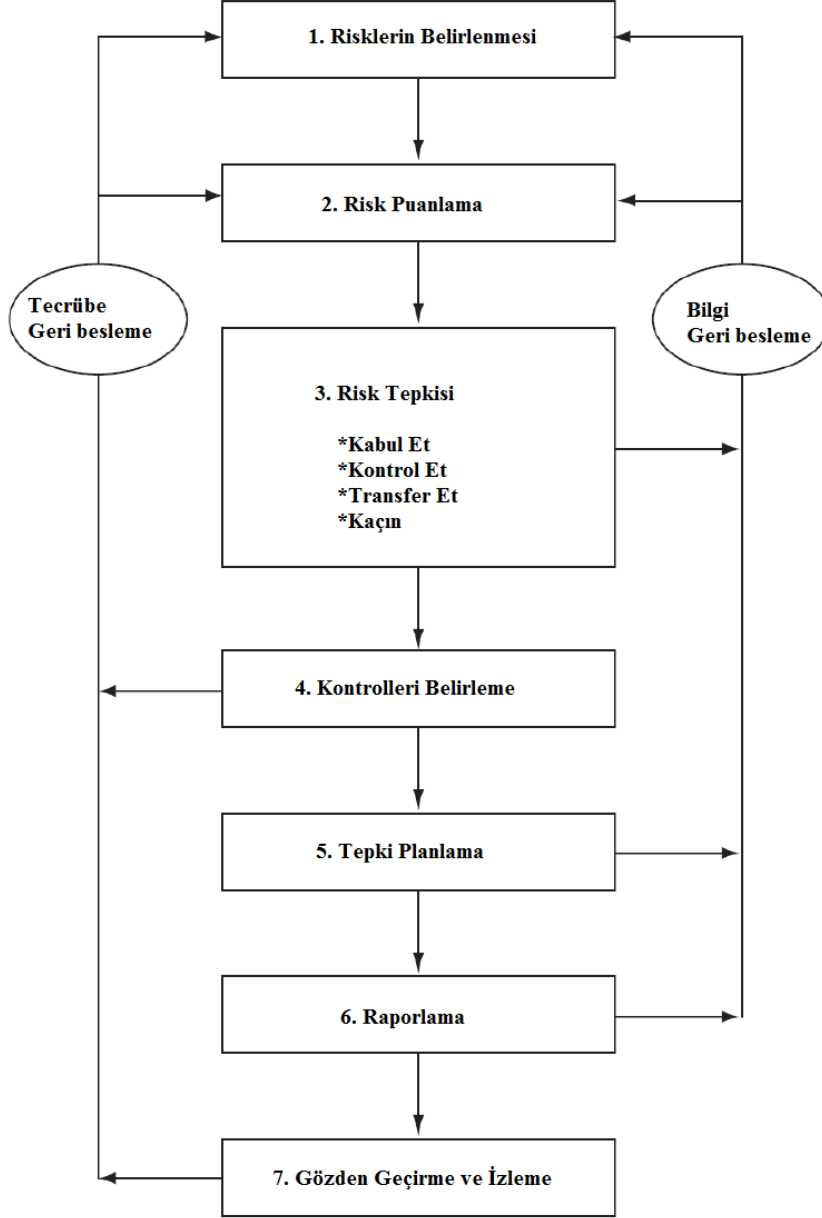 1. Risklerin Belirlenmesi
2. Risk Puanlama
Tecrübe
Geri besleme
Bilgi
Geri besleme
3. Risk Tepkisi
*Kabul Et
*Kontrol Et
*Transfer Et
*Kaçın
4. Kontrolleri Belirleme
5. Tepki Planlama
6. Raporlama
7. Gözden Geçirme ve İzleme